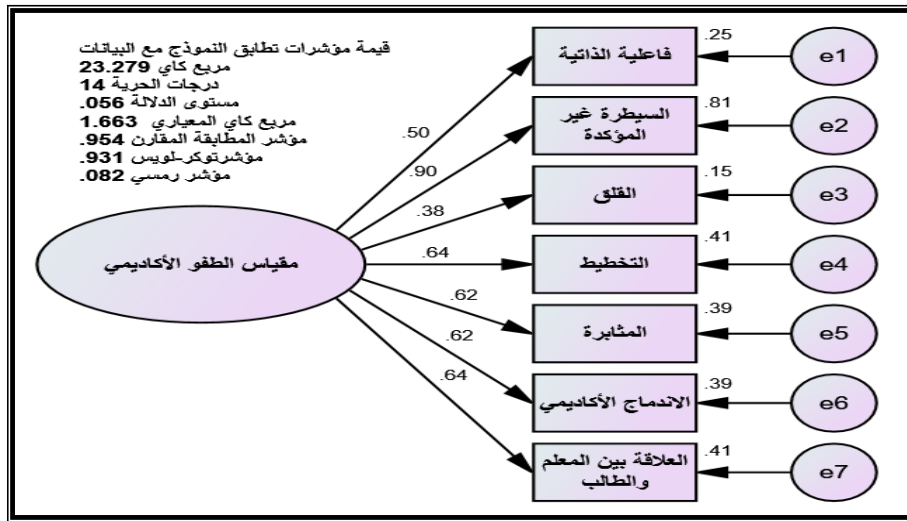 قيمة مؤشرات تطابق النموذج مع البيانات
مربع كاي 23.279
درجات الحرية 14
مستوى الدلالة 056.
مربع كاي المعياري 1.663
مؤشر المطابقة المقارن 954.
مؤشرتوكر-لويس 931.
مؤشر رمسي 082.
مقياس الطفو الأكاديمي
.50
.90
.38
.64
.62
.62
.64
فاعلية الذاتية
.25
e1
السيطرة غير
المؤكدة
.81
e2
القلق
.15
e3
التخطيط
.41
e4
المثابرة
.39
e5
الاندماج الأكاديمي
.39
e6
العلاقة بين المعلم
والطالب
.41
e7